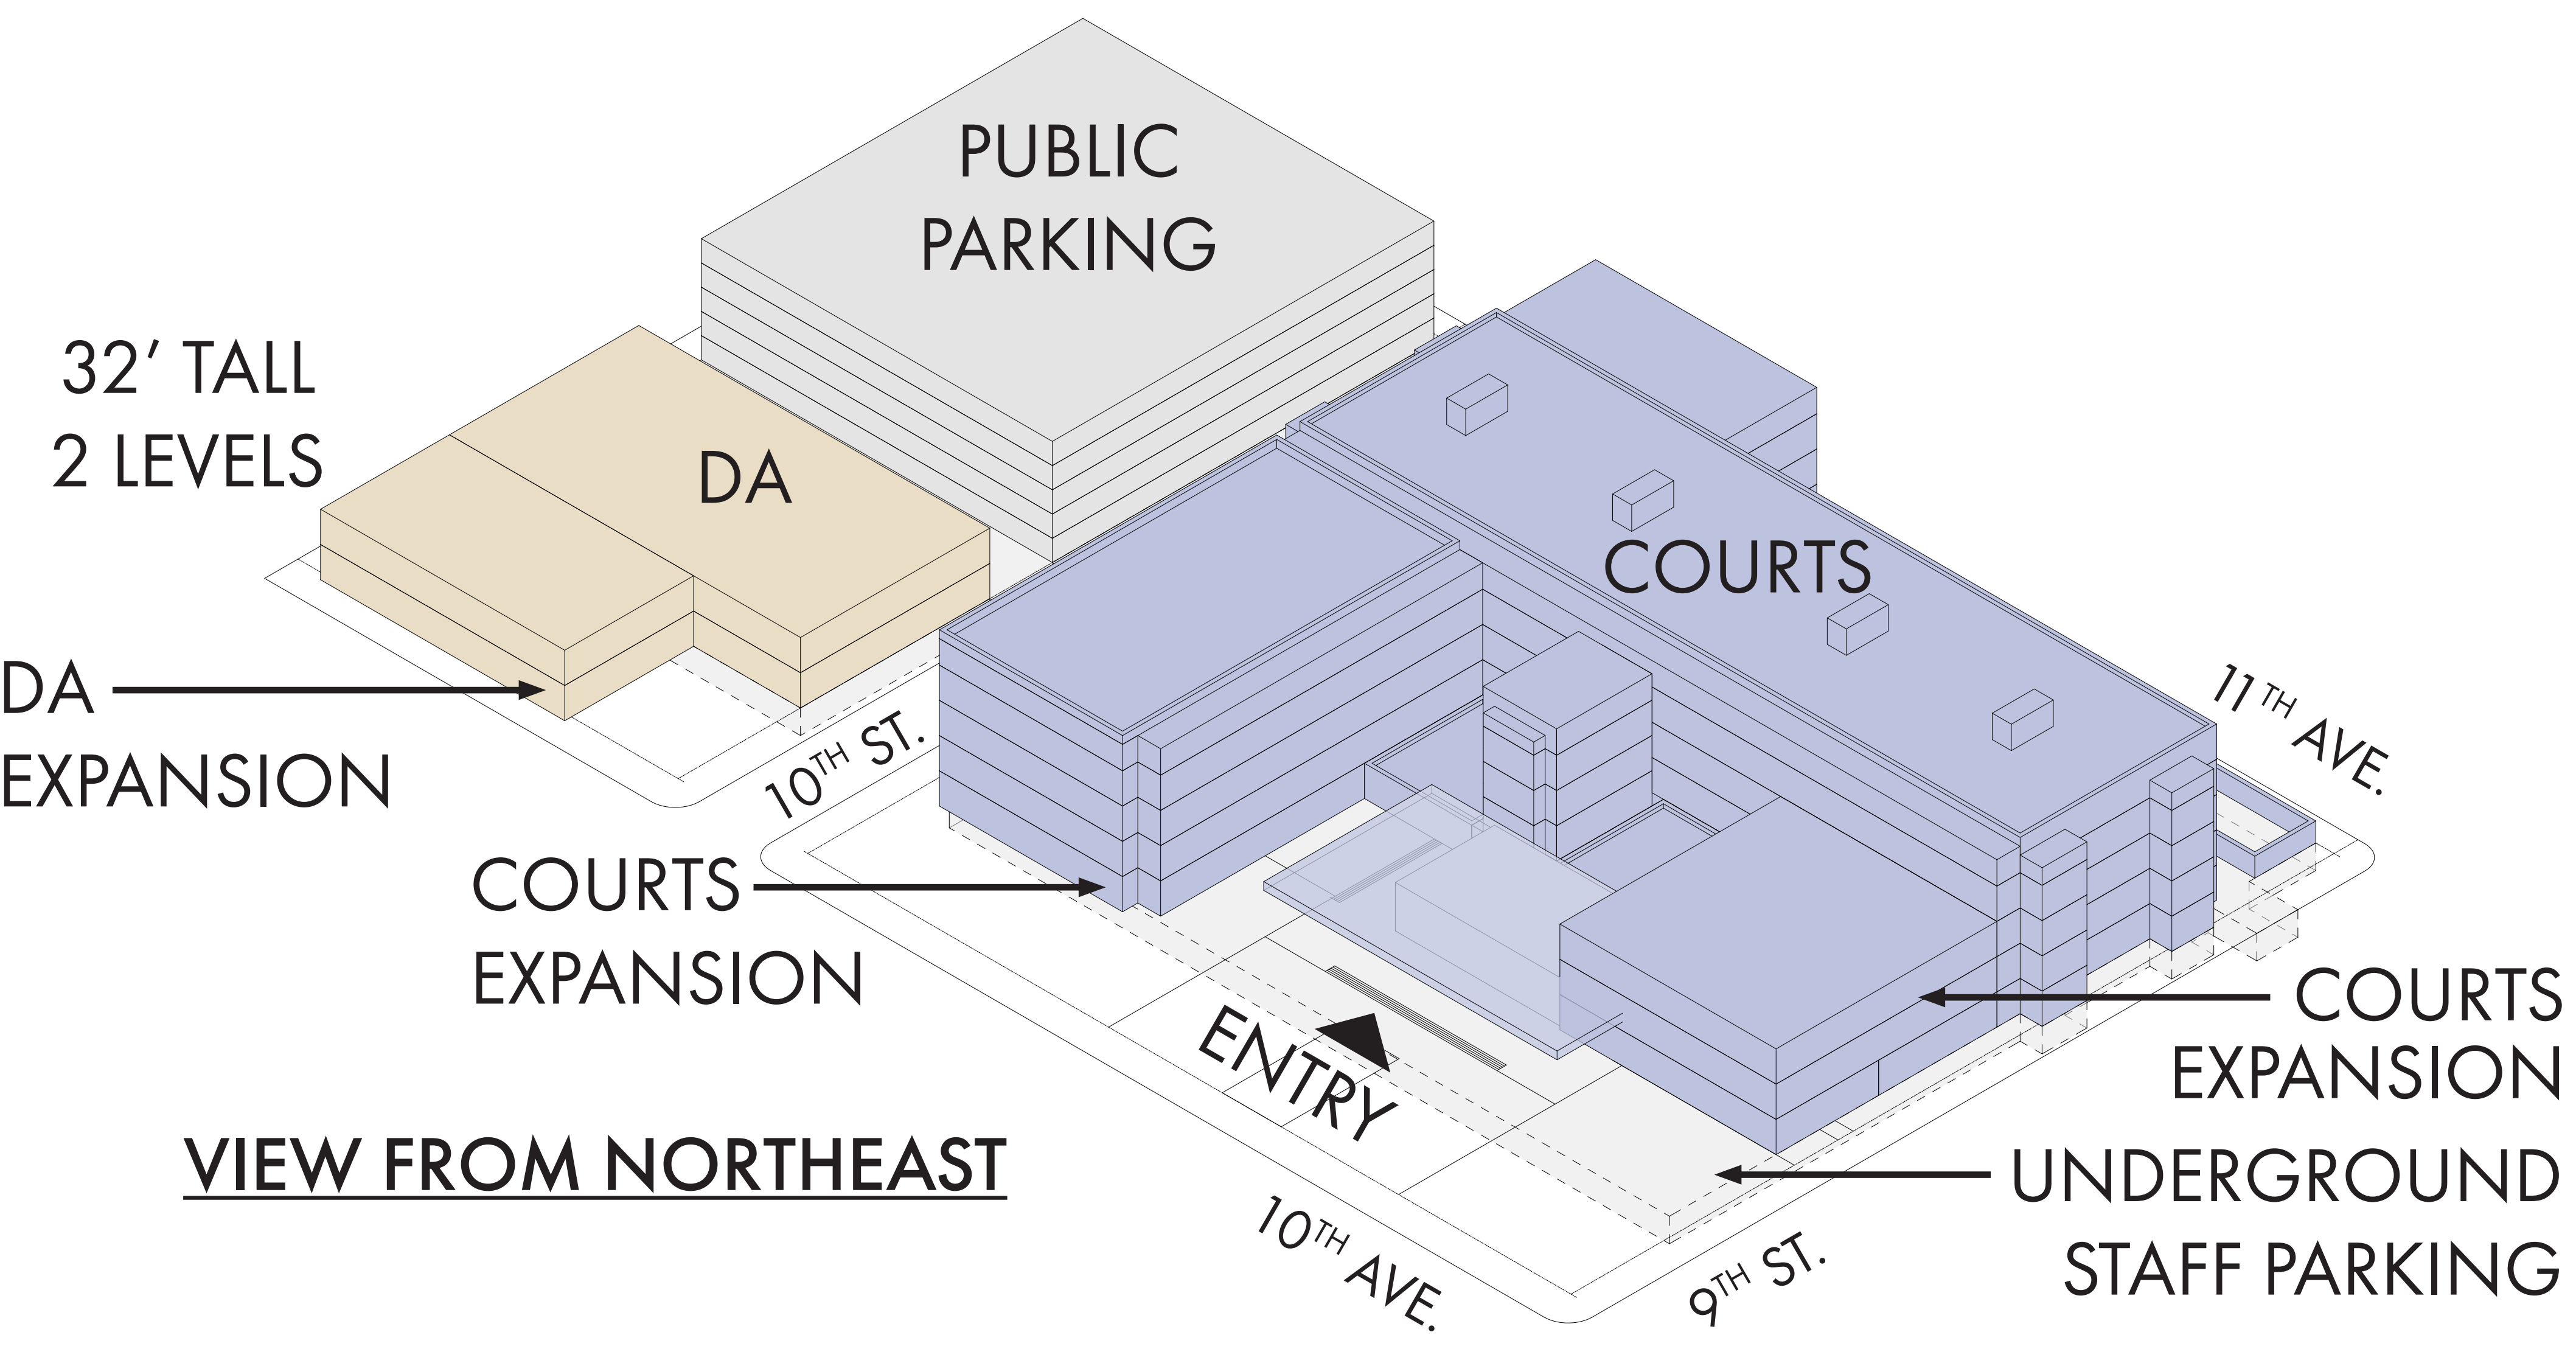 PUBLIC
PARKING
32’ TALL
2 LEVELS
DA
COURTS
DA
EXPANSION
10TH ST.
11TH AVE.
COURTS
EXPANSION
ENTRY
COURTS
EXPANSION
VIEW FROM NORTHEAST
UNDERGROUND
STAFF PARKING
10TH AVE.
9TH ST.